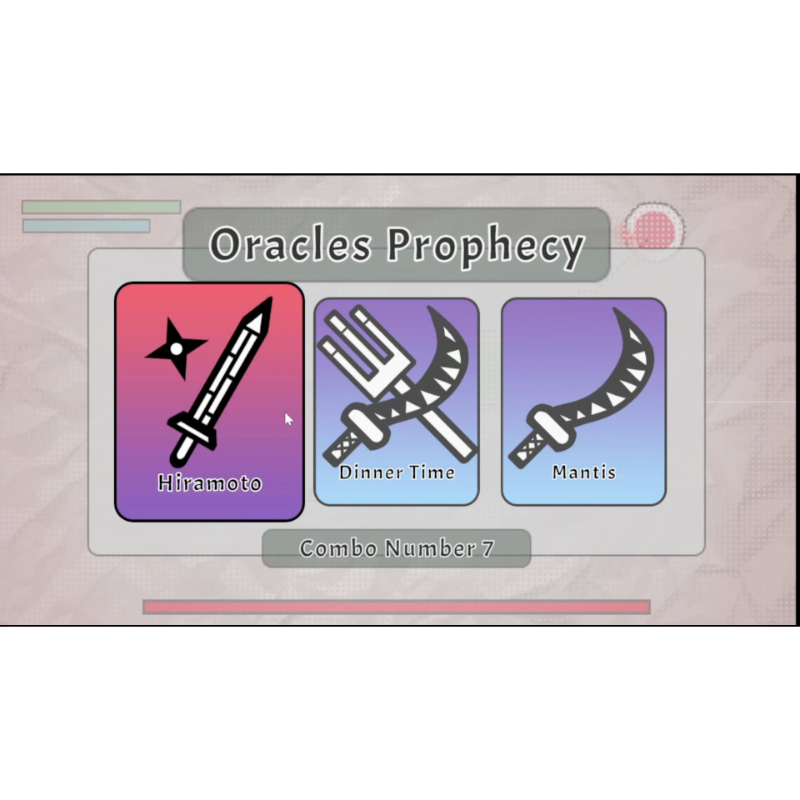 Oracles Prophecy
Hiramoto
Dinner Time
Mantis
Combo Number 7